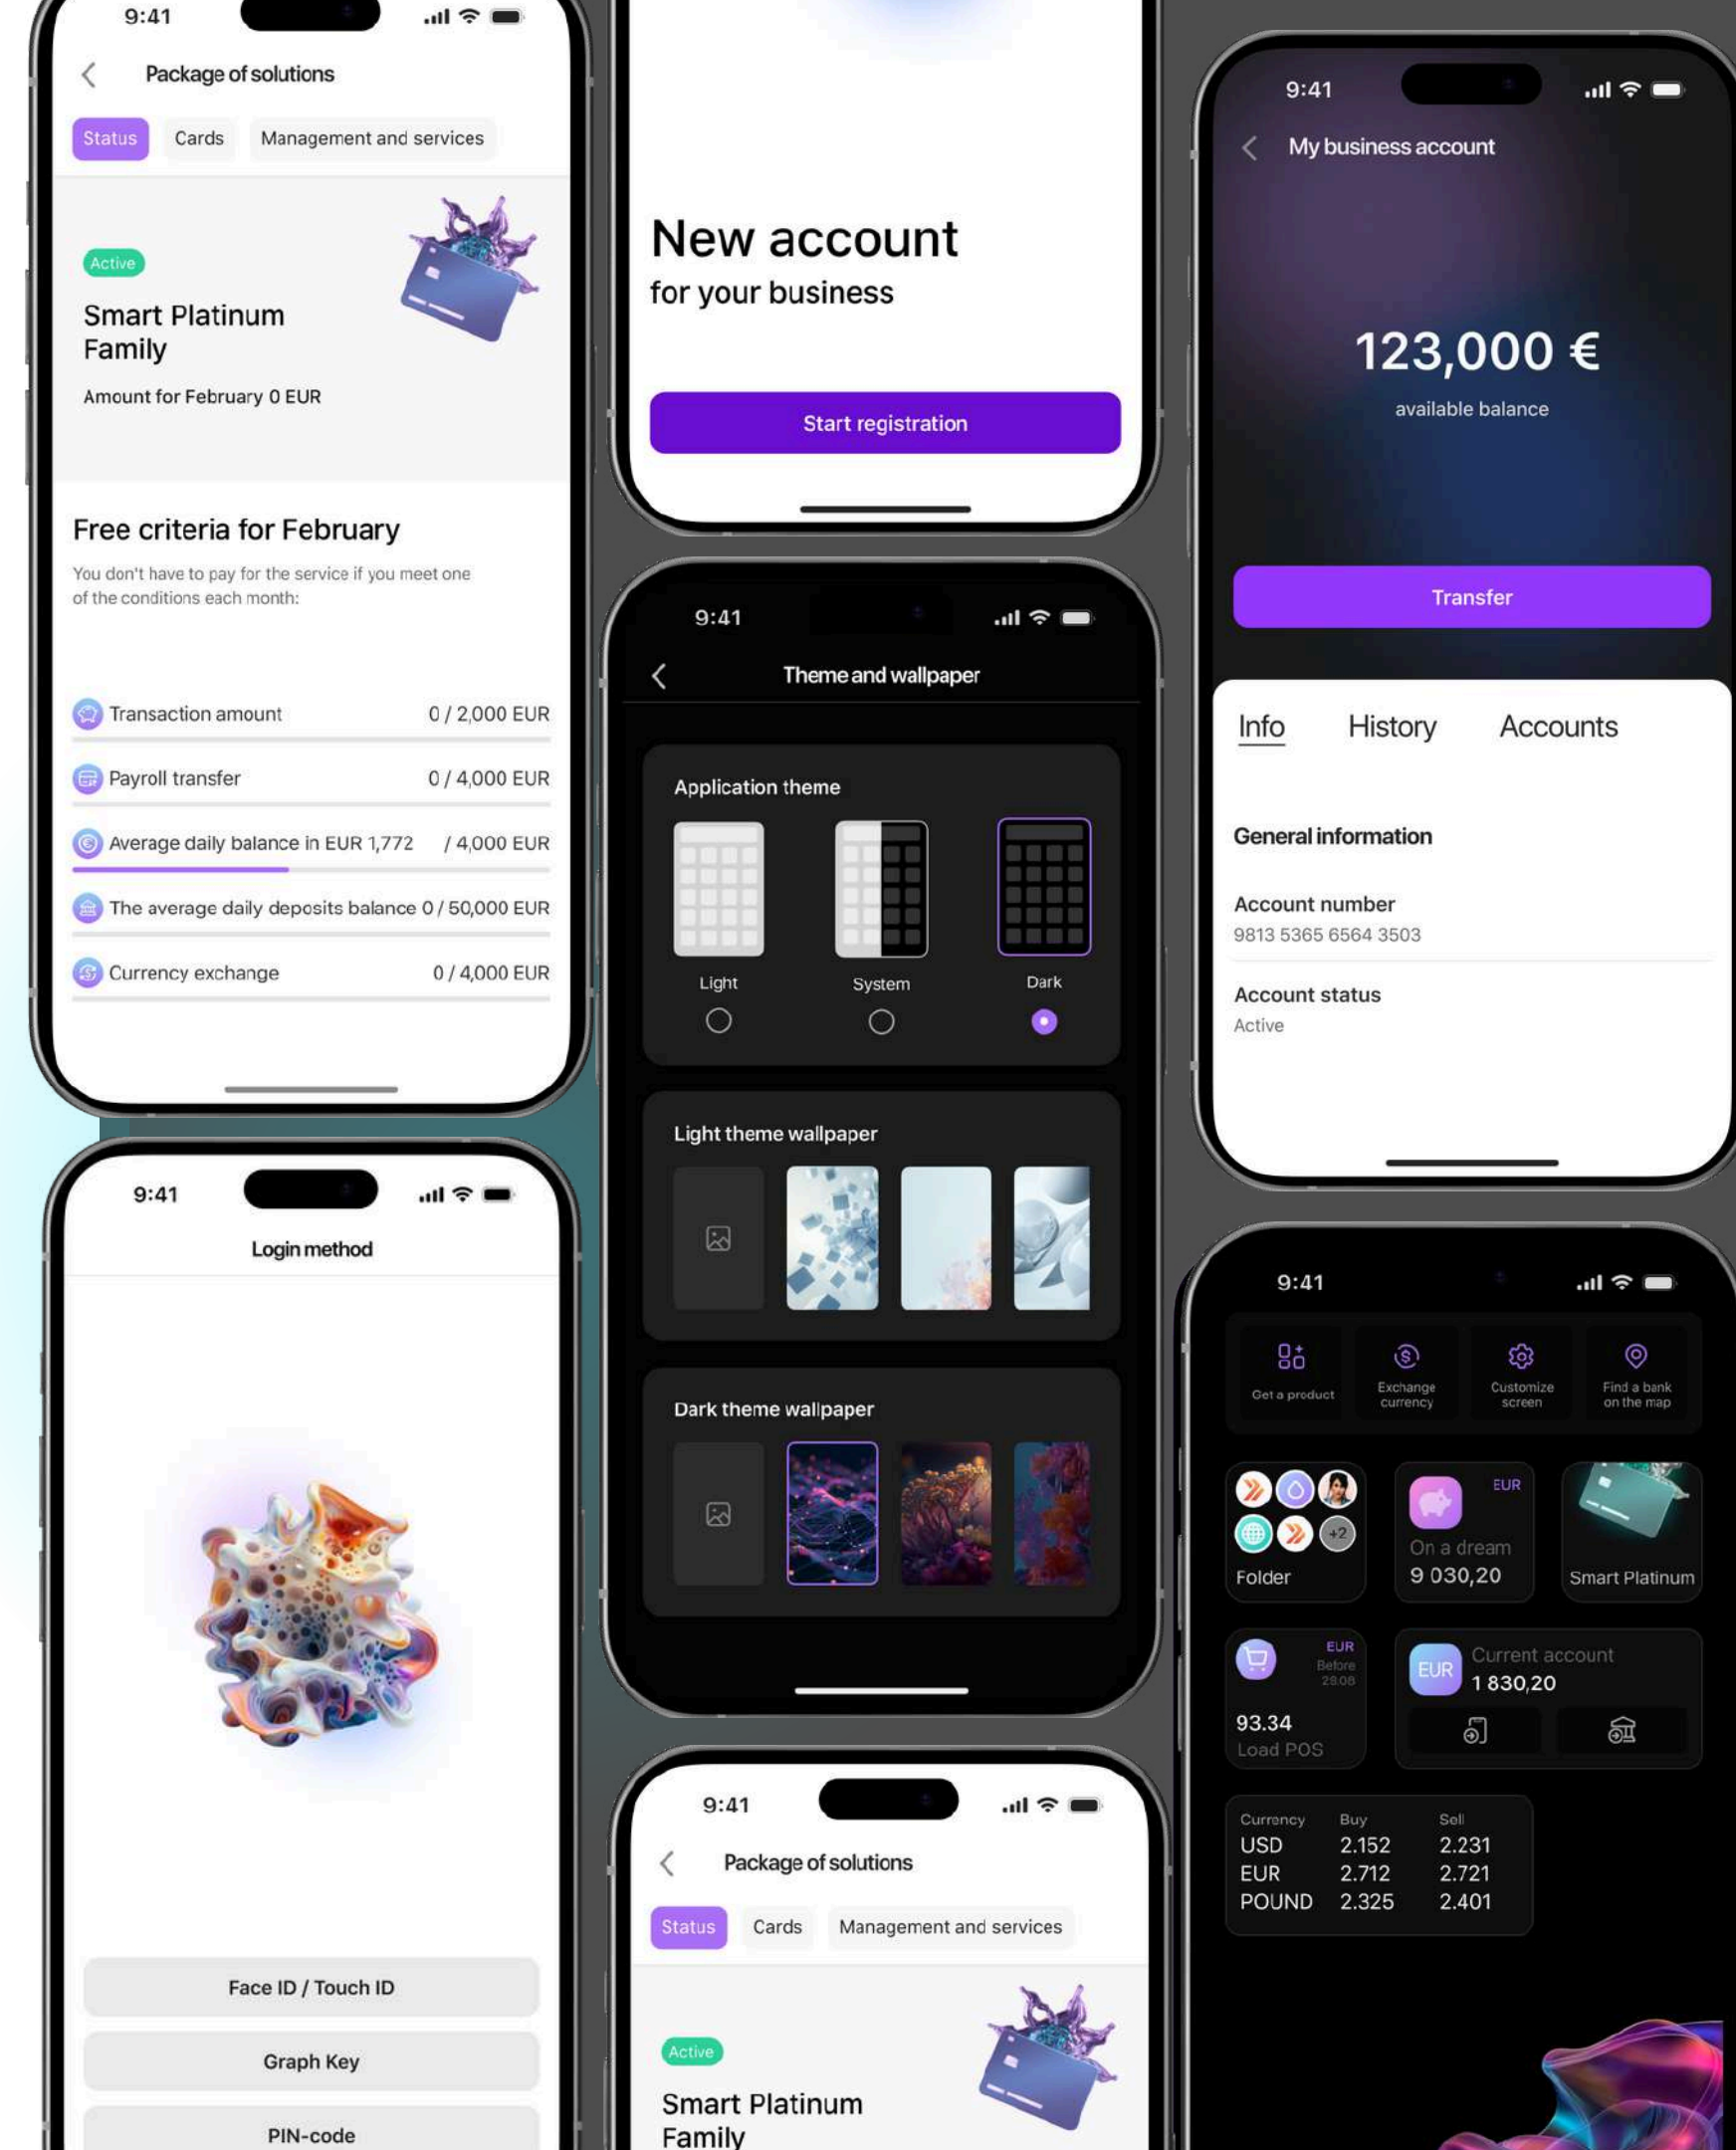 9:41
Package of solutions
Status Cards Management and services
Active
Smart Platinum
Family
Amount for February 0 EUR
Free criteria for February
You don't have to pay for the service if you meet one
of the conditions each month:
Transaction amount 0 / 2,000 EUR
Payroll transfer 0 / 4,000 EUR
Average daily balance in EUR 1,772 / 4,000 EUR
The average daily deposits balance 0 / 50,000 EUR
Currency exchange 0 / 4,000 EUR
9:41
Login method
Face ID / Touch ID
Graph Key
PIN-code
New account
for your business
Start registration
9:41
Theme and wallpaper
Application theme
Light System Dark
Light theme wallpaper
Dark theme wallpaper
9:41
Package of solutions
Status Cards Management and services
Active
Smart Platinum
Family
9:41
My business account
123,000 €
available balance
Transfer
Info History Accounts
General information
Account number
9813 5365 6564 3503
Account status
Active
9:41
Get a product
Exchange
currency
Customize
screen
Find a bank
on the map
+2
Folder
EUR
On a dream
9 030,20
Smart Platinum
EUR
Before
29.08
93.34
Load POS
EUR
Current account
1 830,20
Currency Buy Sell
USD 2.152 2.231
EUR 2.712 2.721
POUND 2.325 2.401